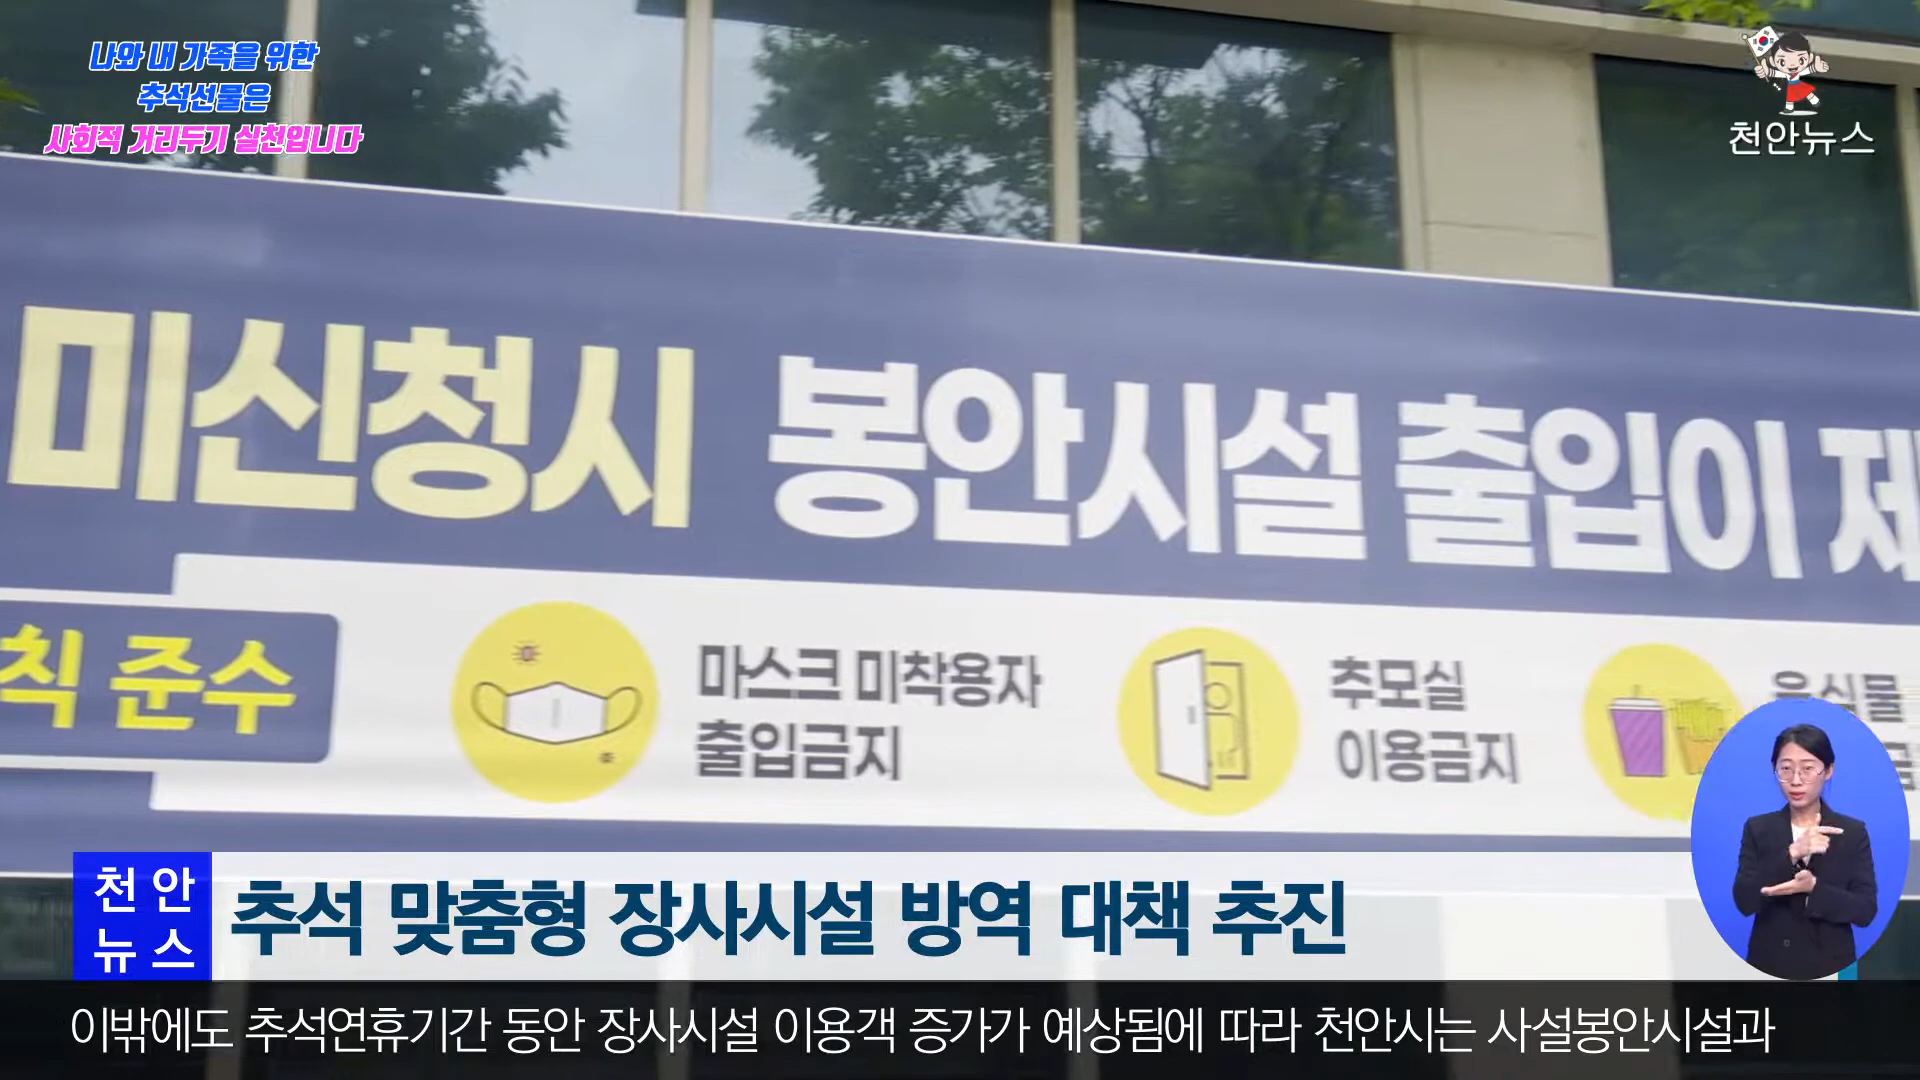 나와 내 가족을 위한
추석선물은
사회적 거리두기 실천입니다
천안뉴스
미신청시 봉안시설 출입이 제
칙 준수
마스크 미착용자
출입금지
추모실
이용금지
음식물
천안
뉴스
추석 맞춤형 장사시설 방역 대책 추진
이밖에도 추석연휴기간 동안 장사시설 이용객 증가가 예상됨에 따라 천안시는 사설봉안시설과